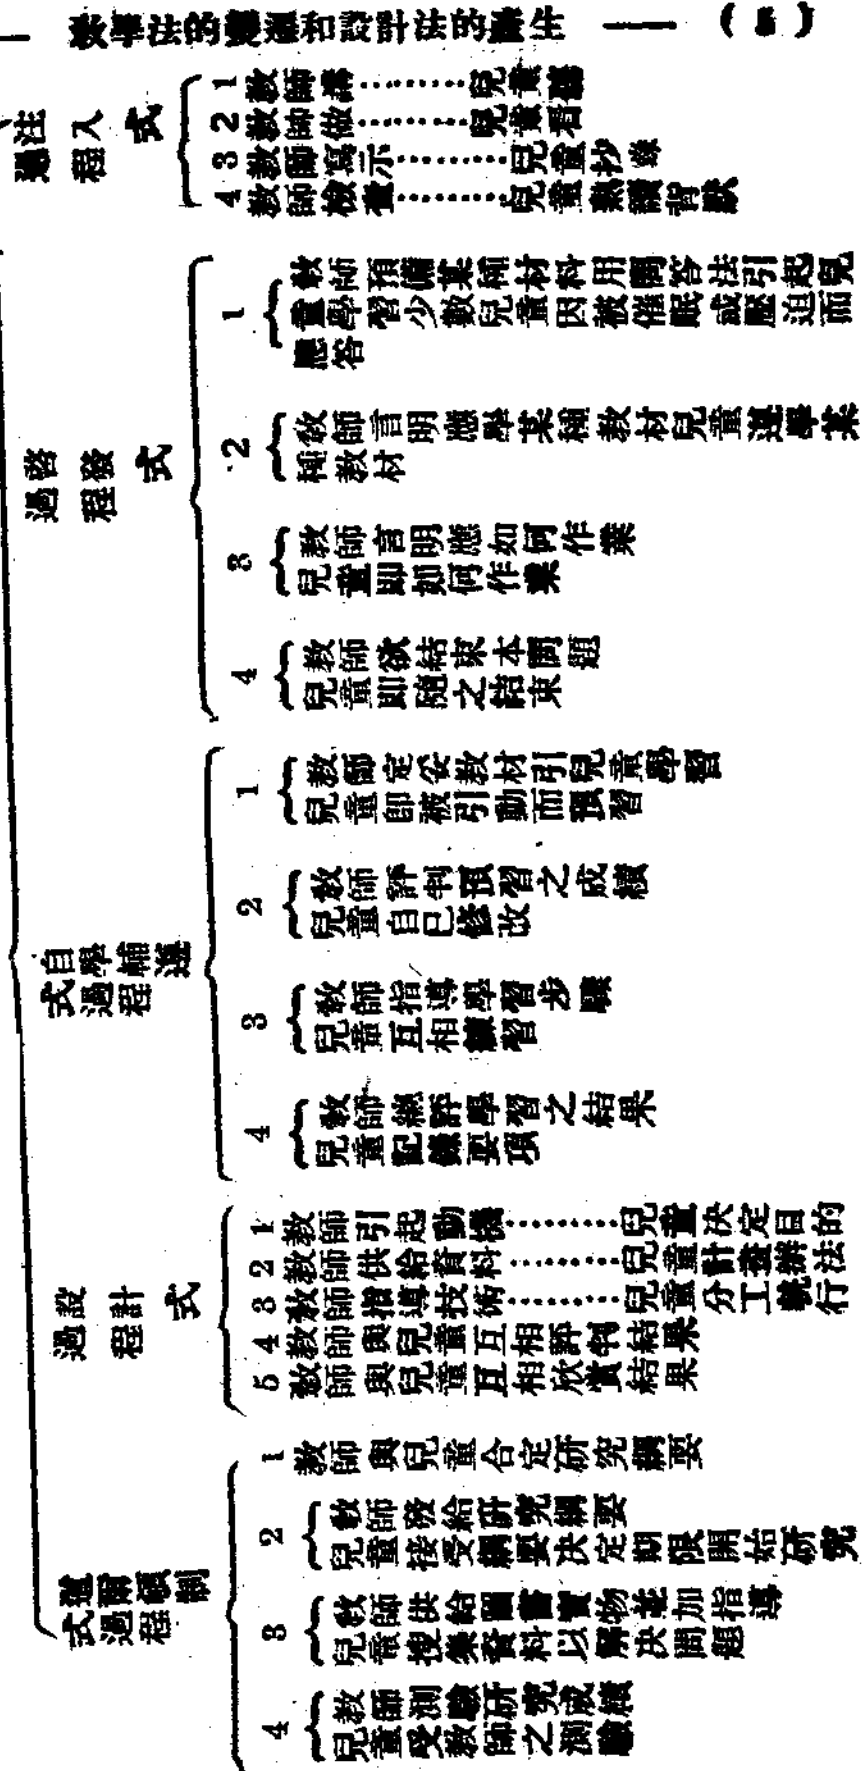 教學法的變遷和設計法的產生 (5)
注入式
過程
1 教師講………兒童聽
2 教師做………兒童看
3 教師寫示………兒童抄錄
4 教師檢查………兒童熟讀背默
啓發式
過程
1 教師預備某種材料用問答法引起兒
童學習少數兒童因被催眠或壓迫而
應答
2 教師言明應學某種教材兒童遂學某
種教材
3 教師言明應如何作業
兒童即如何作業
4 教師欲結束本問題
兒童即隨之結束
自學輔導
式過程
1 教師定妥教材引兒童學習
兒童即被引動而預習
2 教師評判預習之成績
兒童自己修改
3 教師指導學習步驟
兒童互相練習
4 教師總評學習之結果
兒童記錄要項
設計式
過程
1 教師引起動機………兒童決定目的
2 教師供給資料………兒童計畫辦法
3 教師指導技術………兒童分工執行
4 教師與兒童互相評判結果
5 教師與兒童互相欣賞結果
道爾頓制
式過程
1 教師與兒童合定研究綱要
2 教師發給研究綱要
兒童接受綱要決定期限開始研究
3 教師供給圖書實物並加指導
兒童搜集資料以解決問題
4 教師測驗研究成績
兒童受教師之測驗